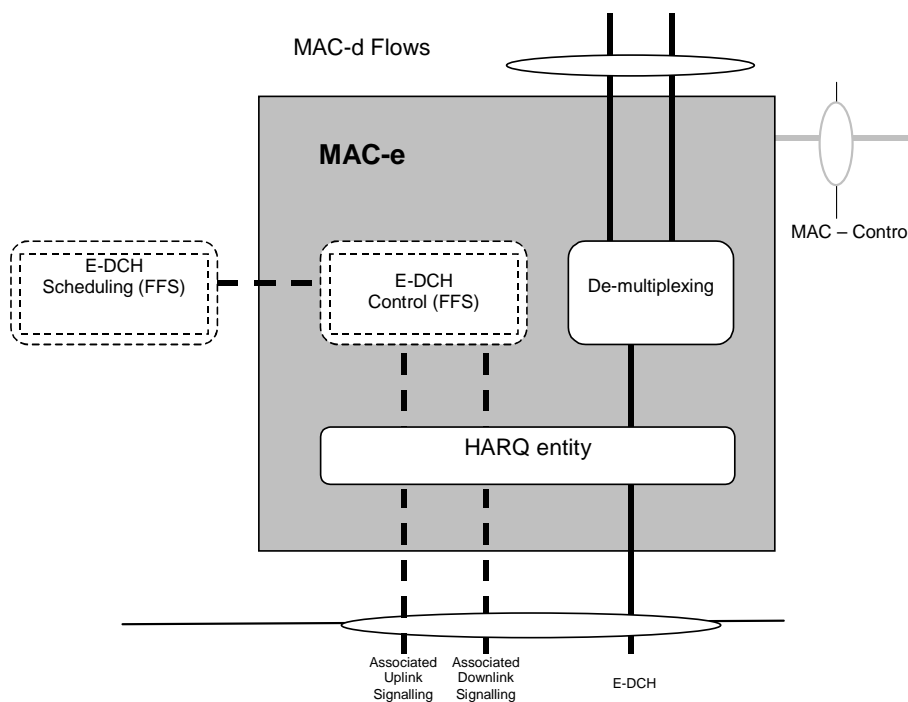 MAC-d Flows
MAC-e
MAC – Contro
E-DCH
Scheduling (FFS)
E-DCH
Control (FFS)
De-multiplexing
HARQ entity
Associated
Uplink
Signalling
Associated
Downlink
Signalling
E-DCH